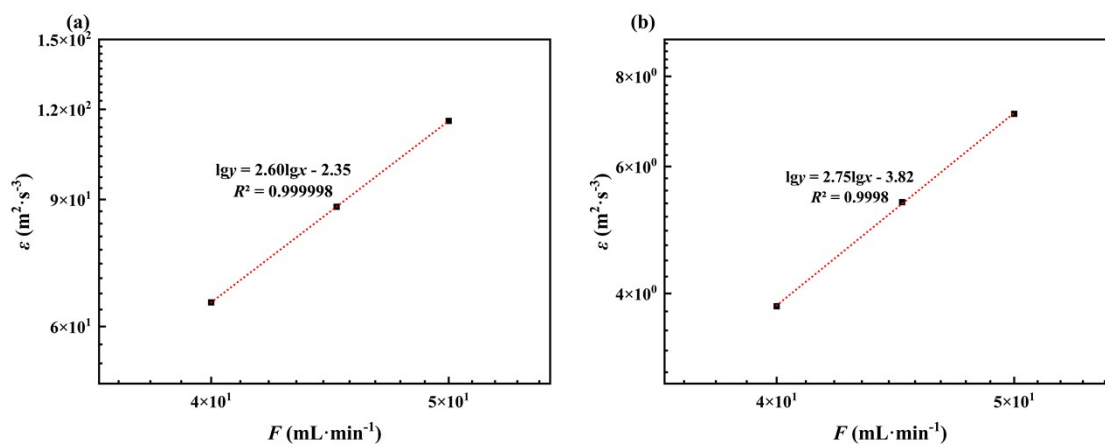 (a)
1.5×10²
1.2×10²
9×10¹
6×10¹
ε (m²·s⁻³)
lgy = 2.60lgx - 2.35
R² = 0.999998
4×10¹
5×10¹
F (mL·min⁻¹)
(b)
8×10⁰
6×10⁰
4×10⁰
ε (m²·s⁻³)
lgy = 2.75lgx - 3.82
R² = 0.9998
4×10¹
5×10¹
F (mL·min⁻¹)